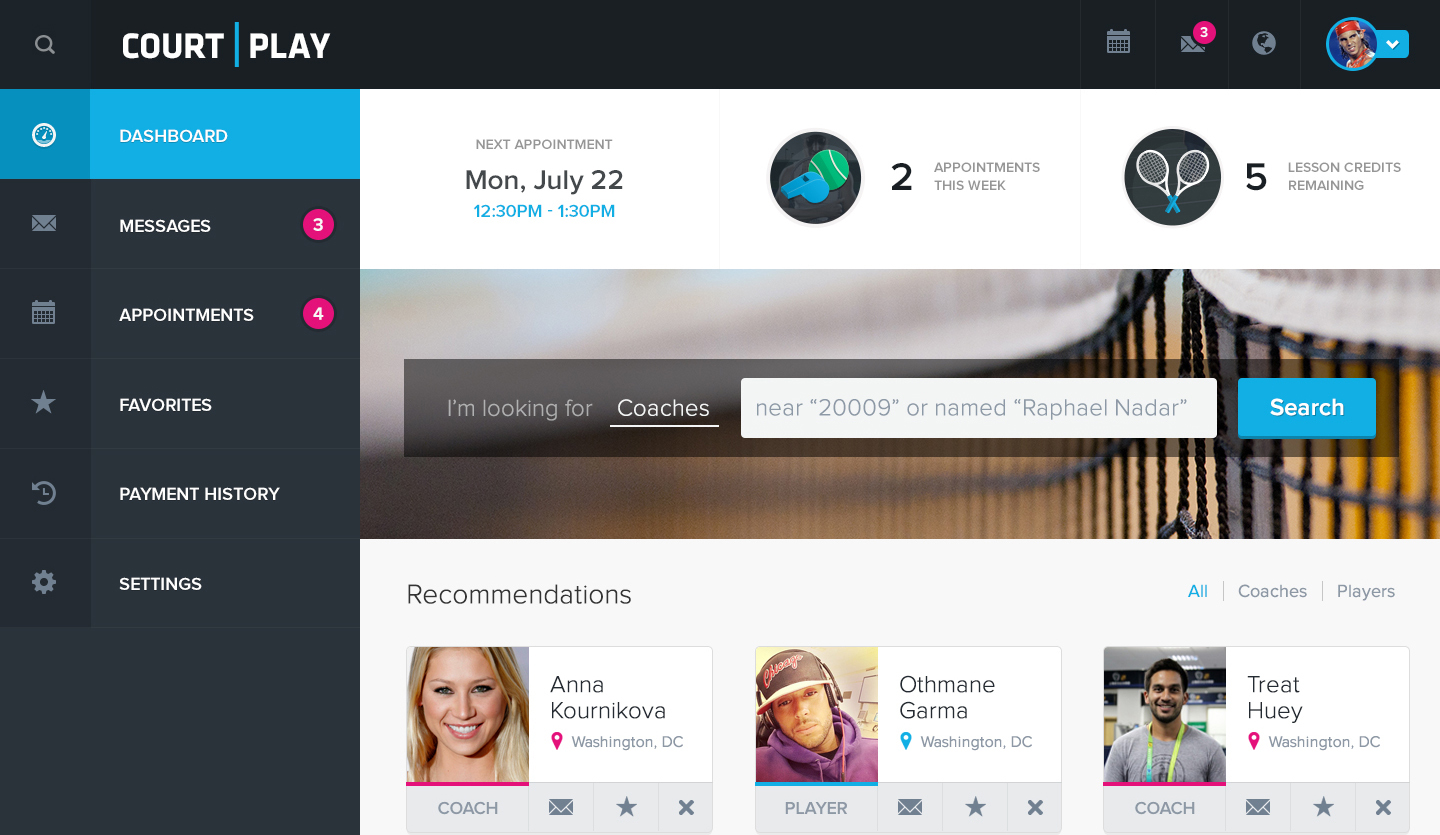 COURT PLAY
3
DASHBOARD
MESSAGES 3
APPOINTMENTS 4
FAVORITES
PAYMENT HISTORY
SETTINGS
NEXT APPOINTMENT
Mon, July 22
12:30PM - 1:30PM
2
APPOINTMENTS
THIS WEEK
5
LESSON CREDITS
REMAINING
I’m looking for Coaches near “20009” or named “Raphael Nadar” Search
Recommendations
All Coaches Players
Chicago
Anna
Kournikova
Washington, DC
COACH
Othmane
Garma
Washington, DC
PLAYER
Treat
Huey
Washington, DC
COACH